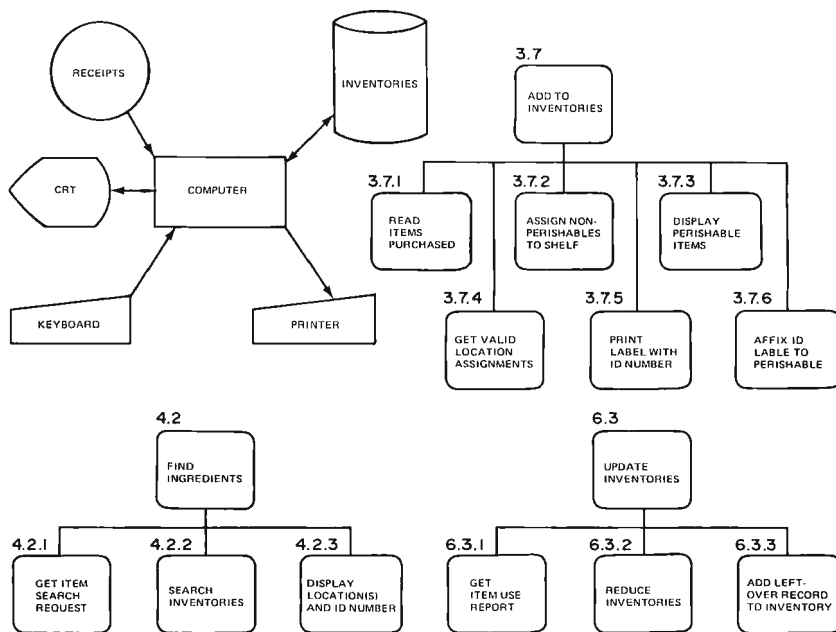 RECEIPTS
INVENTORIES
CRT
COMPUTER
KEYBOARD
PRINTER
3.7
ADD TO
INVENTORIES
3.7.1
READ
ITEMS
PURCHASED
3.7.2
ASSIGN NON-
PERISHABLES
TO SHELF
3.7.3
DISPLAY
PERISHABLE
ITEMS
3.7.4
GET VALID
LOCATION
ASSIGNMENTS
3.7.5
PRINT
LABEL WITH
ID NUMBER
3.7.6
AFFIX ID
LABLE TO
PERISHABLE
4.2
FIND
INGREDIENTS
4.2.1
GET ITEM
SEARCH
REQUEST
4.2.2
SEARCH
INVENTORIES
4.2.3
DISPLAY
LOCATION(S)
AND ID NUMBER
6.3
UPDATE
INVENTORIES
6.3.1
GET
ITEM USE
REPORT
6.3.2
REDUCE
INVENTORIES
6.3.3
ADD LEFT-
OVER RECORD
TO INVENTORY